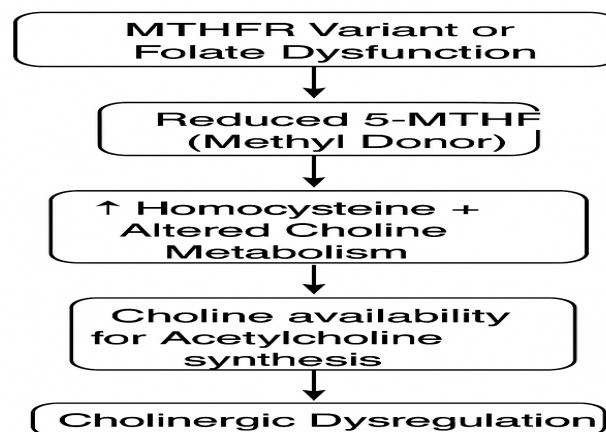 MTHFR Variant or
Folate Dysfunction
Reduced 5-MTHF
(Methyl Donor)
↑ Homocysteine +
Altered Choline
Metabolism
Choline availability
for Acetylcholine
synthesis
Cholinergic Dysregulation